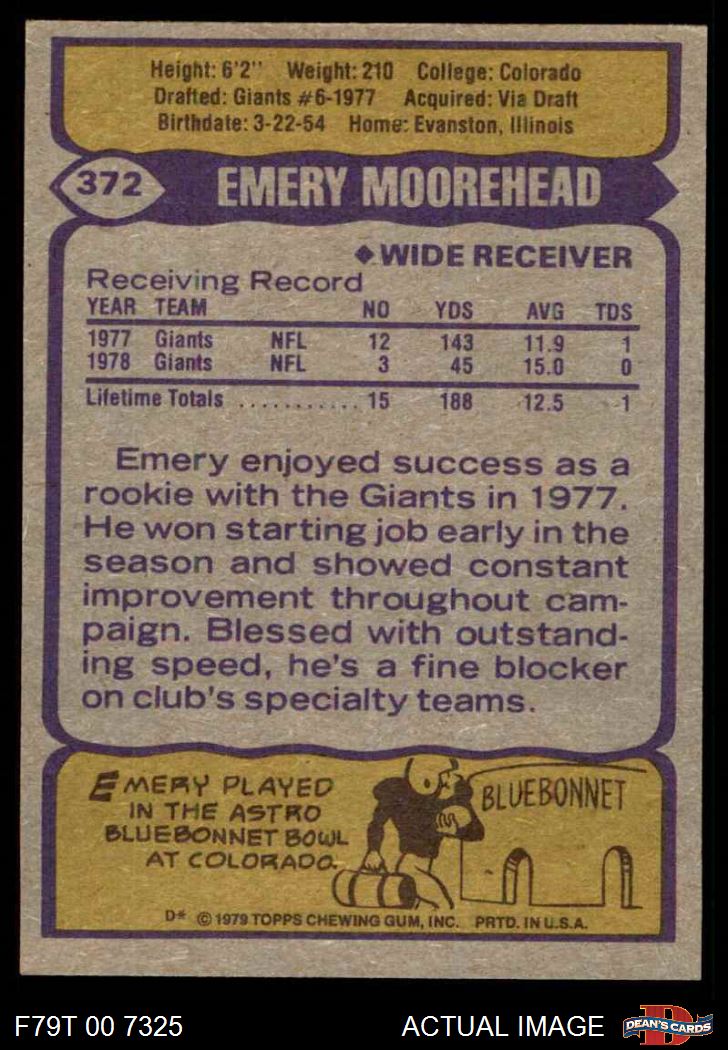 Height: 6'2" Weight: 210 College: Colorado
Drafted: Giants #6-1977 Acquired: Via Draft
Birthdate: 3-22-54 Home: Evanston, Illinois
372 EMERY MOOREHEAD
◆WIDE RECEIVER
Receiving Record
YEAR TEAM NO YDS AVG TDS
1977 Giants NFL 12 143 11.9 1
1978 Giants NFL 3 45 15.0 0
Lifetime Totals ........... 15 188 12.5 1
Emery enjoyed success as a
rookie with the Giants in 1977.
He won starting job early in the
season and showed constant
improvement throughout cam-
paign. Blessed with outstand-
ing speed, he's a fine blocker
on club's specialty teams.
EMERY PLAYED
IN THE ASTRO
BLUEBONNET BOWL
AT COLORADO.
BLUEBONNET
D* © 1979 TOPPS CHEWING GUM, INC. PRTD. IN U.S.A.
F79T 00 7325 ACTUAL IMAGE D DEAN'S CARDS